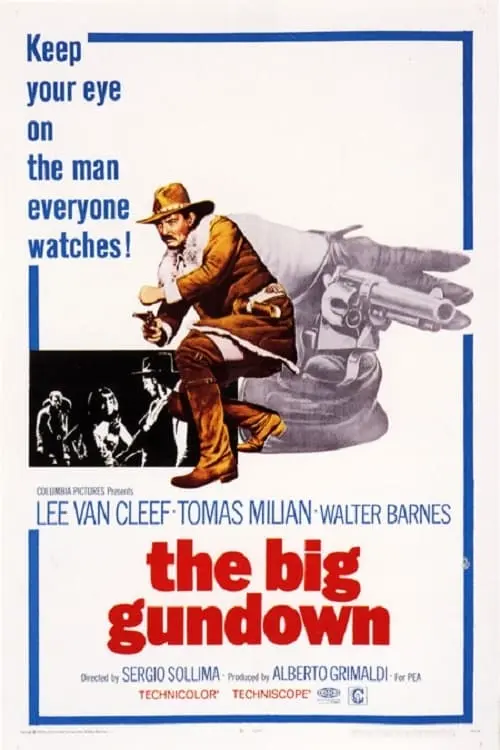 Keep
your eye
on
the man
everyone
watches!
COLUMBIA PICTURES Presents
LEE VAN CLEEF · TOMAS MILIAN · WALTER BARNES
the big
gundown
Directed by SERGIO SOLLIMA · Produced by ALBERTO GRIMALDI · For PEA
TECHNICOLOR® TECHNISCOPE®